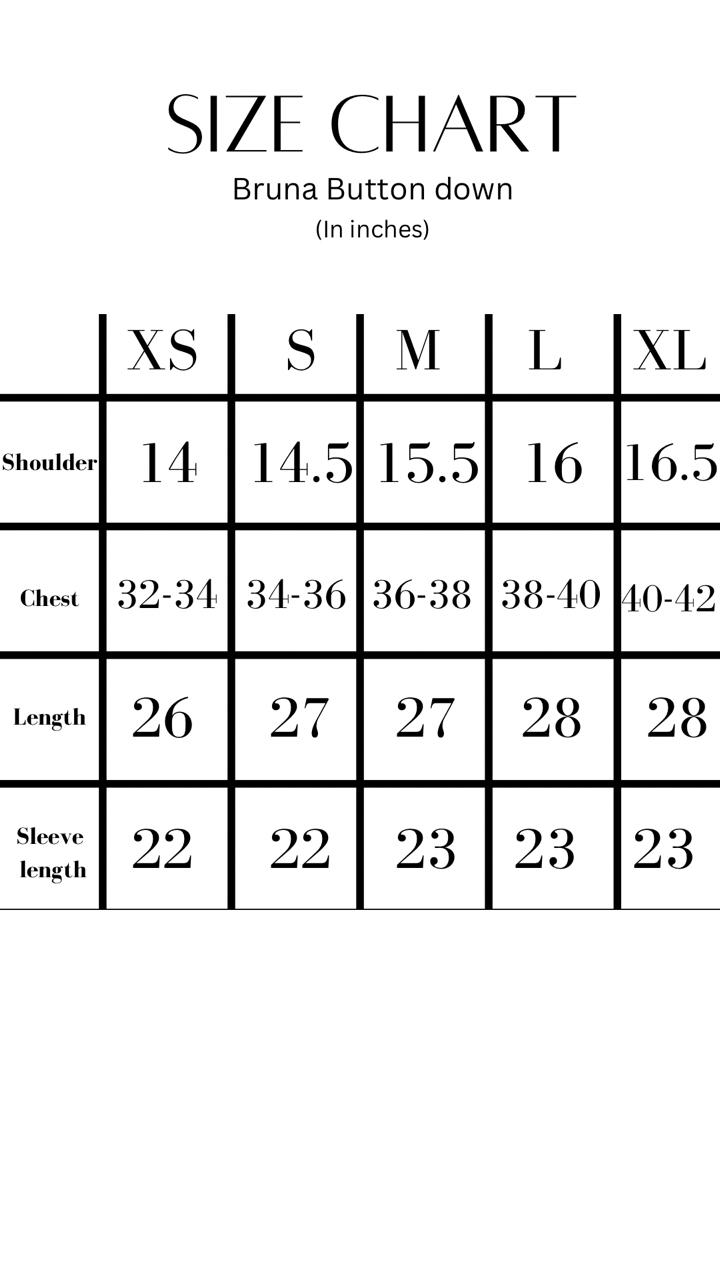 SIZE CHART
Bruna Button down
(In inches)
XS S M L XL
Shoulder 14 14.5 15.5 16 16.5
Chest 32-34 34-36 36-38 38-40 40-42
Length 26 27 27 28 28
Sleeve
length 22 22 23 23 23